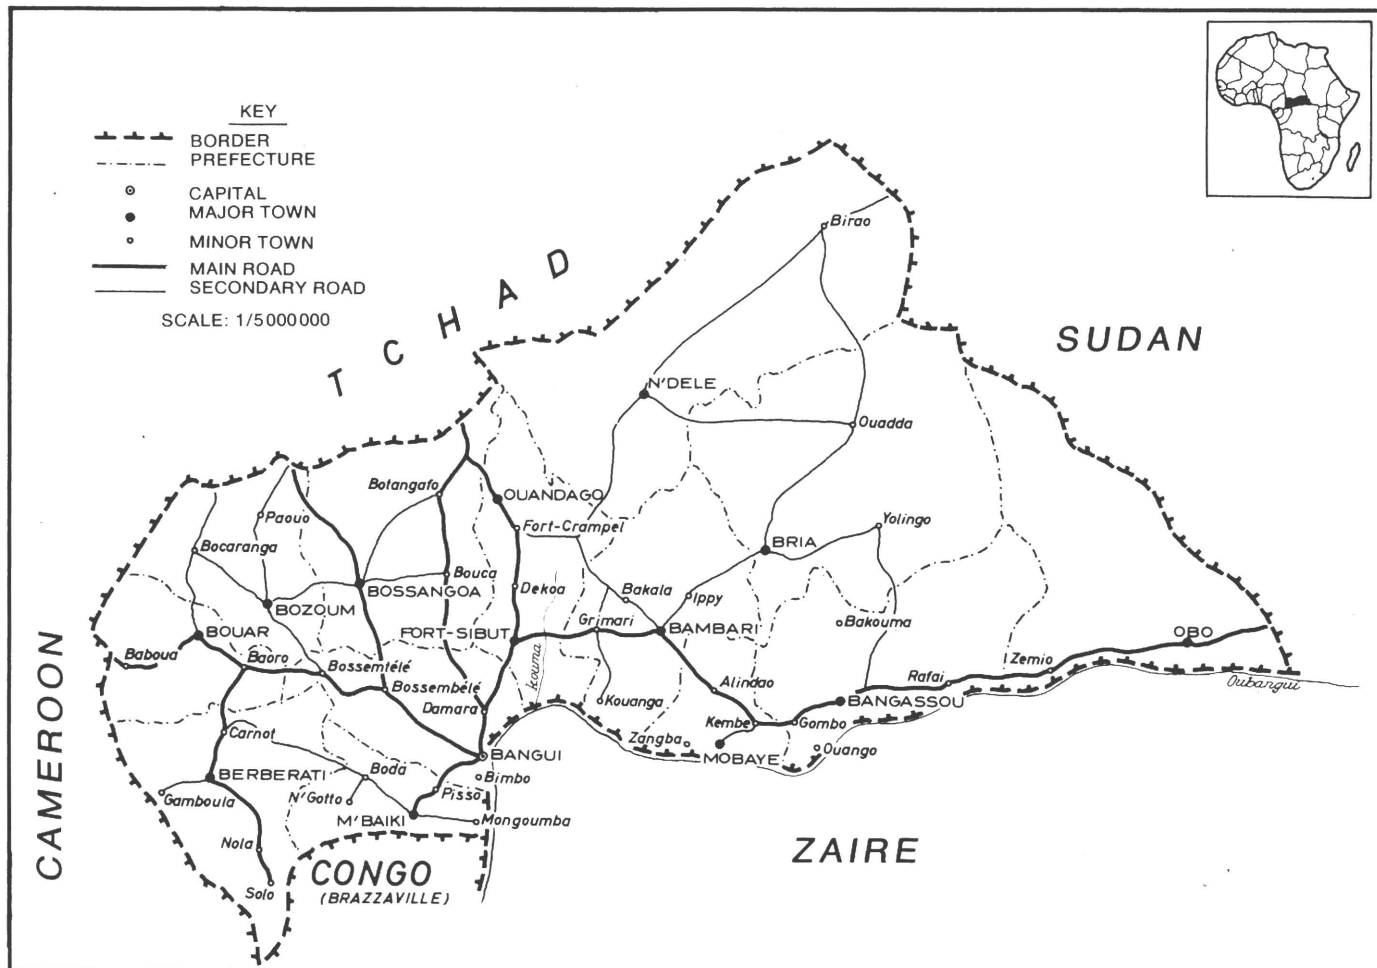 KEY
BORDER
PREFECTURE
CAPITAL
MAJOR TOWN
MINOR TOWN
MAIN ROAD
SECONDARY ROAD
SCALE: 1/5000000
TCHAD
SUDAN
CAMEROON
ZAIRE
CONGO
(BRAZZAVILLE)
Birao
N'DELE
Ouadda
Botangafo
OUANDAGO
Paouo
Fort-Crampel
Yolingo
Bocaranga
BRIA
Bouca
BOSSANGOA
Dekoa
Bakala
Ippy
BOZOUM
Grimari
Bakouma
BOUAR
FORT-SIBUT
BAMBARI
OBO
Baboua
Baoro
Bossemtélé
Kouma
Zemio
Rafai
Oubangui
Bossembélé
Alindao
Kouanga
BANGASSOU
Damara
Kembe
Gombo
Carnot
Zangba
Ouango
MOBAYE
BANGUI
BERBERATI
Boda
Bimbo
Gamboula
N'Gotto
Pisso
M'BAIKI
Mongoumba
Nola
Solo